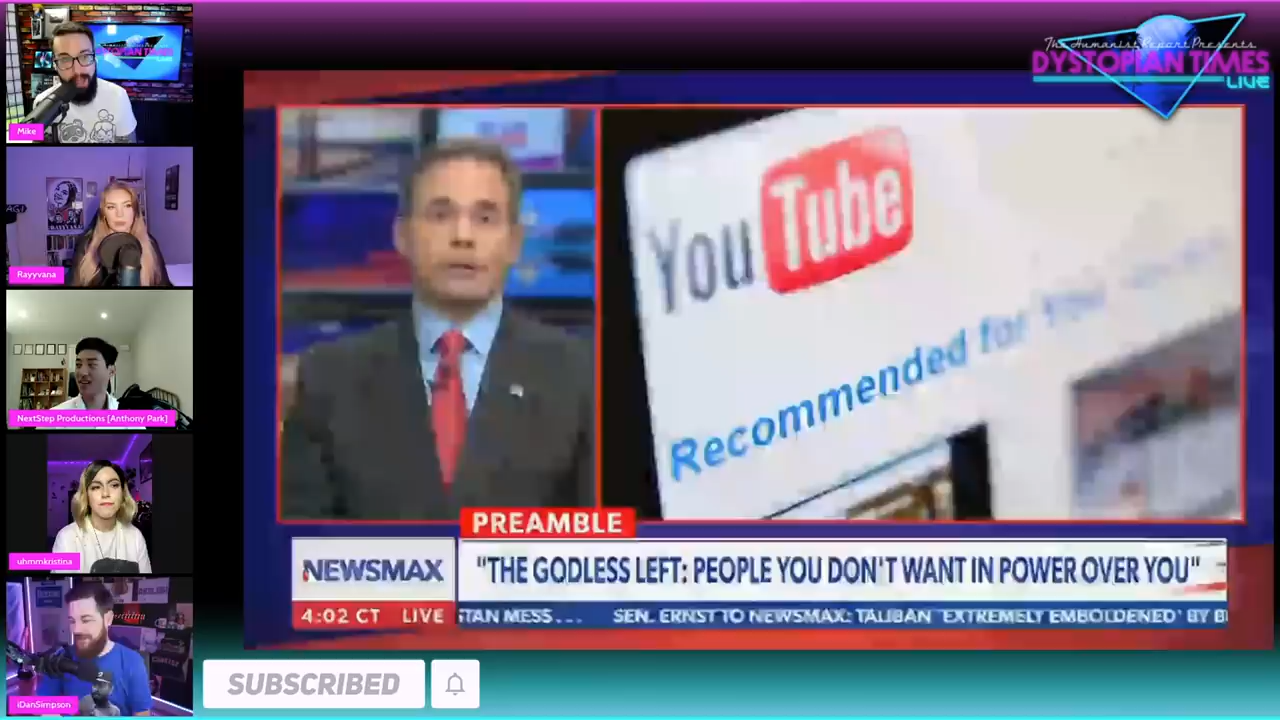 The Humanist Report Presents
DYSTOPIAN TIMES
LIVE
Mike
Rayyvana
NextStep Productions [Anthony Park]
uhmmkristina
iDanSimpson
YouTube
Recommended for You
PREAMBLE
NEWSMAX
"THE GODLESS LEFT: PEOPLE YOU DON'T WANT IN POWER OVER YOU"
4:02 CT LIVE
STAN MESS... SEN. ERNST TO NEWSMAX: TALIBAN 'EXTREMELY EMBOLDENED' BY B
SUBSCRIBED